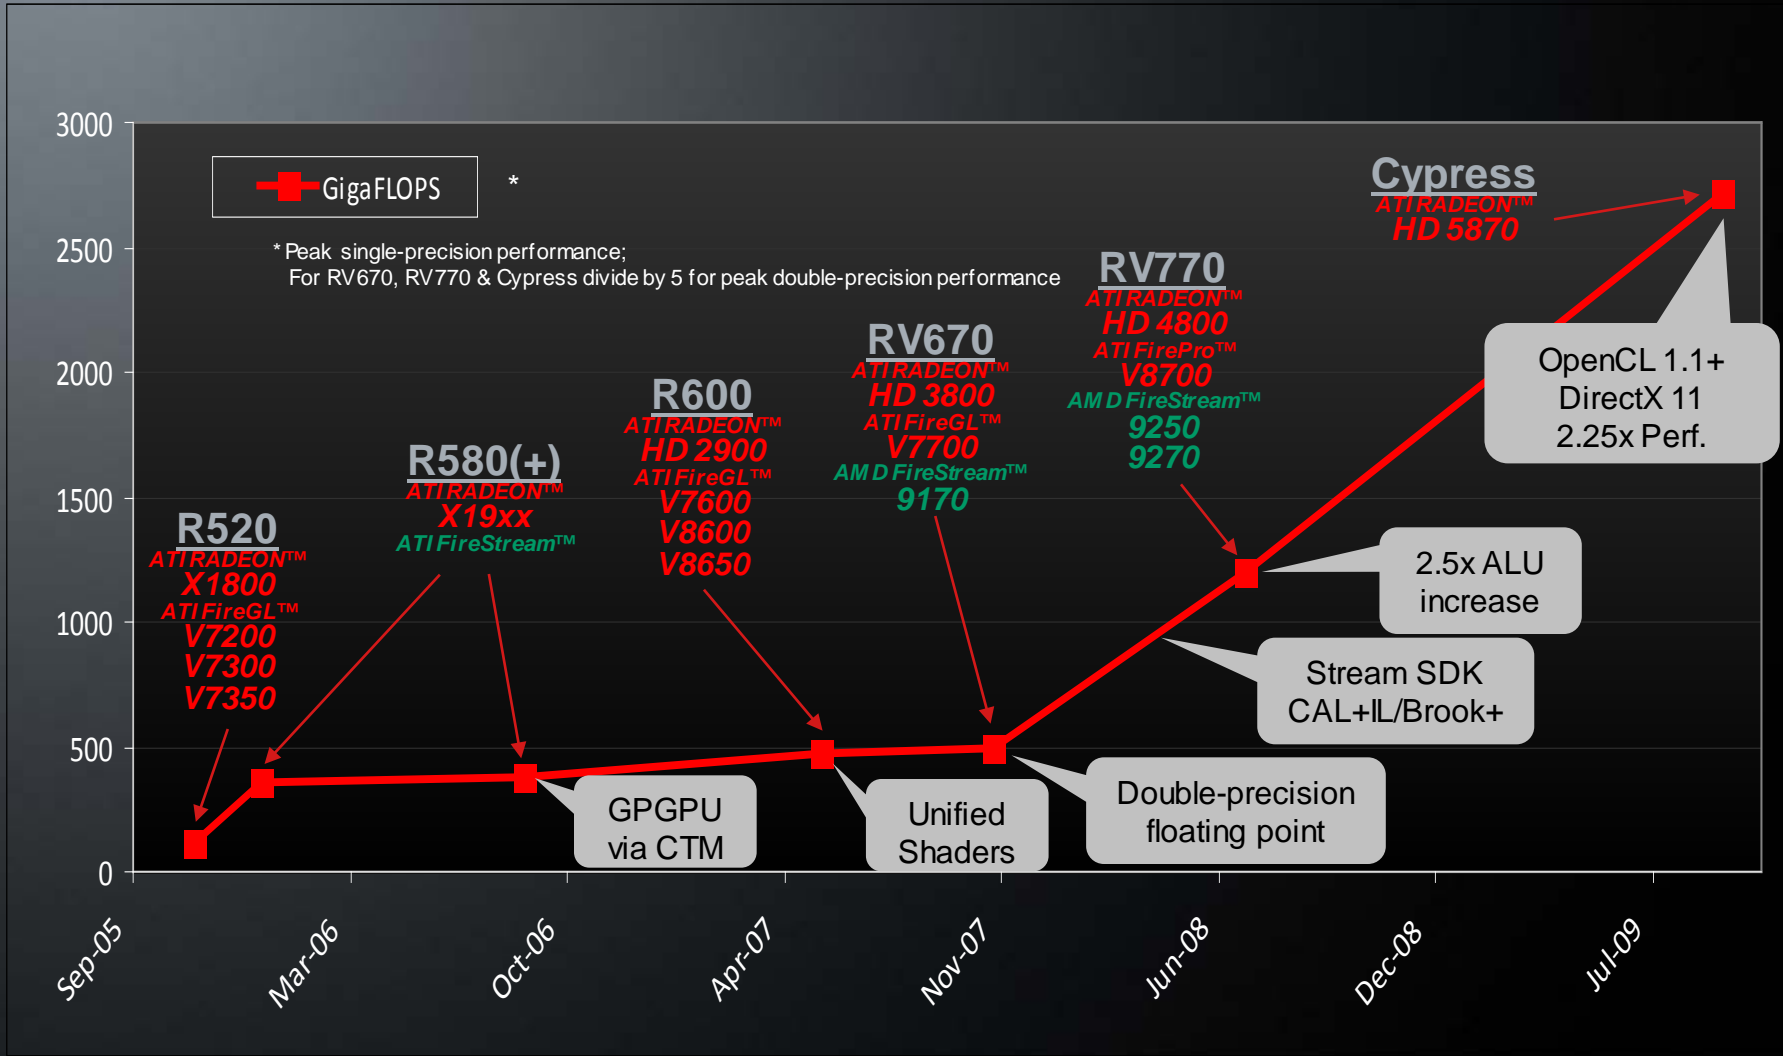 3000
2500
2000
1500
1000
500
0
GigaFLOPS
*
* Peak single-precision performance;
For RV670, RV770 & Cypress divide by 5 for peak double-precision performance
R520
ATI RADEON™
X1800
ATI FireGL™
V7200
V7300
V7350
R580(+)
ATI RADEON™
X19xx
ATI FireStream™
R600
ATI RADEON™
HD 2900
ATI FireGL™
V7600
V8600
V8650
RV670
ATI RADEON™
HD 3800
ATI FireGL™
V7700
AMD FireStream™
9170
RV770
ATI RADEON™
HD 4800
ATI FirePro™
V8700
AMD FireStream™
9250
9270
Cypress
ATI RADEON™
HD 5870
OpenCL 1.1+
DirectX 11
2.25x Perf.
2.5x ALU
increase
Stream SDK
CAL+IL/Brook+
Double-precision
floating point
Unified
Shaders
GPGPU
via CTM
Sep-05
Mar-06
Oct-06
Apr-07
Nov-07
Jun-08
Dec-08
Jul-09